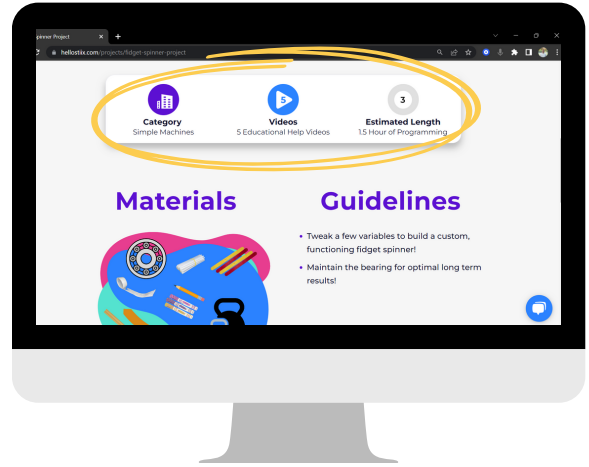 spinner Project
hellostiix.com/projects/fidget-spinner-project
5
3
Category
Videos
Estimated Length
Simple Machines
5 Educational Help Videos
1.5 Hour of Programming
Materials
Guidelines
• Tweak a few variables to build a custom,
functioning fidget spinner!
• Maintain the bearing for optimal long term
results!